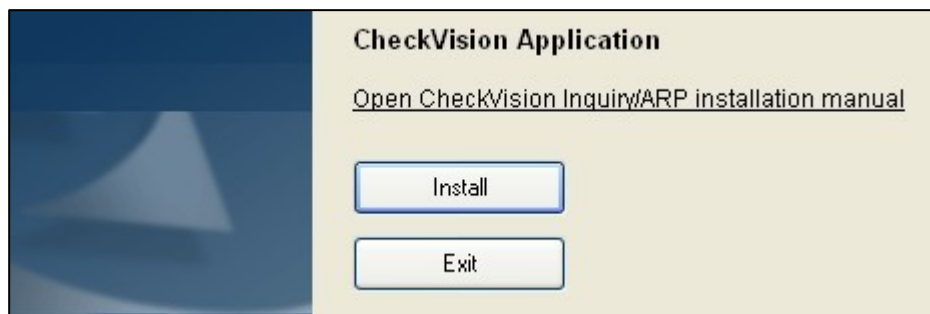 CheckVision Application
Open CheckVision Inquiry/ARP installation manual
Install
Exit